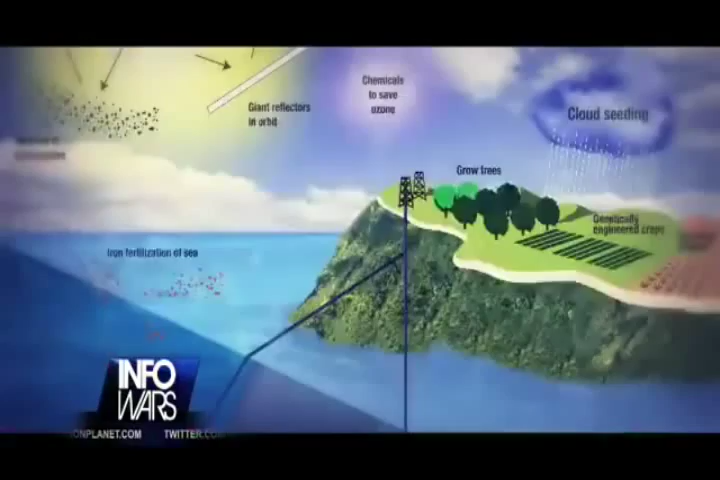 Chemicals
to save
ozone
Giant reflectors
in orbit
Cloud seeding
Grow trees
Genetically
engineered crops
Iron fertilization of sea
INFO
WARS
ONPLANET.COM TWITTER.CO